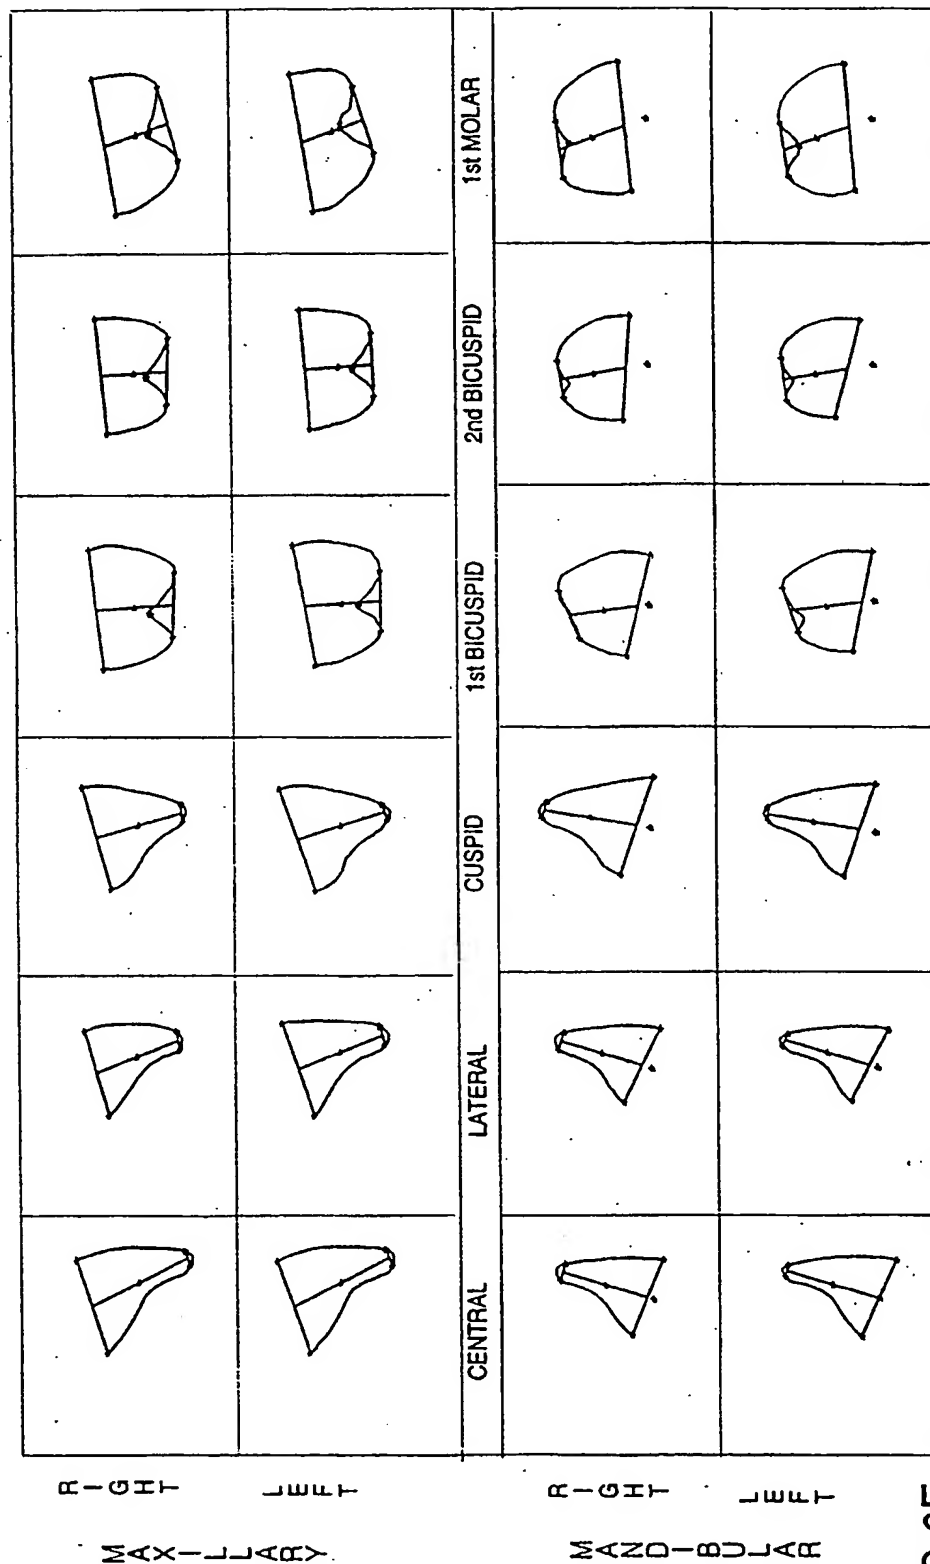 MAXILLARY
RIGHT
LEFT
CENTRAL
LATERAL
CUSPID
1st BICUSPID
2nd BICUSPID
1st MOLAR
MANDIBULAR
RIGHT
LEFT